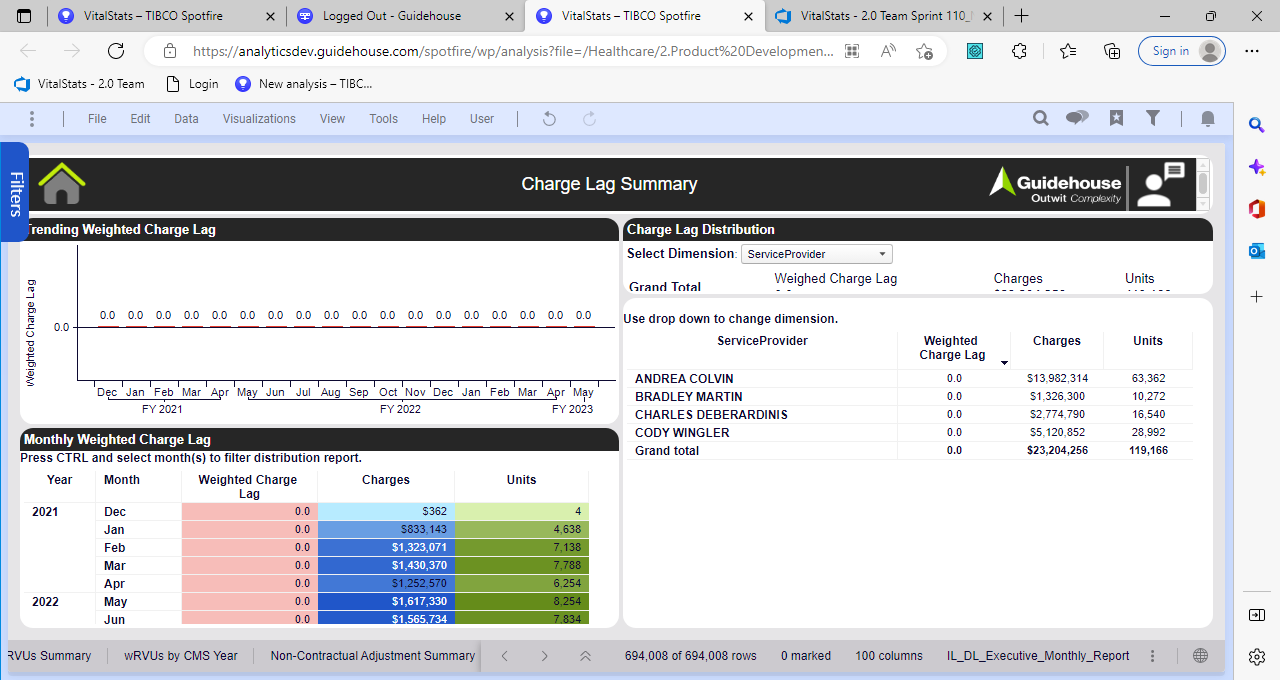 VitalStats – TIBCO Spotfire
Logged Out - Guidehouse
VitalStats – TIBCO Spotfire
VitalStats - 2.0 Team Sprint 110_
https://analyticsdev.guidehouse.com/spotfire/wp/analysis?file=/Healthcare/2.Product%20Developmen...
Sign in
VitalStats - 2.0 Team
Login
New analysis – TIBC...
File Edit Data Visualizations View Tools Help User
Filters
Charge Lag Summary
Guidehouse
Outwit Complexity
Trending Weighted Charge Lag
Weighted Charge Lag
0.0
0.0 0.0 0.0 0.0 0.0 0.0 0.0 0.0 0.0 0.0 0.0 0.0 0.0 0.0 0.0 0.0 0.0 0.0
Dec Jan Feb Mar Apr May Jun Jul Aug Sep Oct Nov Dec Jan Feb Mar Apr May
FY 2021 FY 2022 FY 2023
Monthly Weighted Charge Lag
Press CTRL and select month(s) to filter distribution report.
Year Month Weighted Charge Lag Charges Units
2021 Dec 0.0 $362 4
Jan 0.0 $833,143 4,638
Feb 0.0 $1,323,071 7,138
Mar 0.0 $1,430,370 7,788
Apr 0.0 $1,252,570 6,254
2022 May 0.0 $1,617,330 8,254
Jun 0.0 $1,565,734 7,834
Charge Lag Distribution
Select Dimension: ServiceProvider
Weighed Charge Lag Charges Units
Grand Total
Use drop down to change dimension.
ServiceProvider Weighted Charge Lag Charges Units
ANDREA COLVIN 0.0 $13,982,314 63,362
BRADLEY MARTIN 0.0 $1,326,300 10,272
CHARLES DEBERARDINIS 0.0 $2,774,790 16,540
CODY WINGLER 0.0 $5,120,852 28,992
Grand total 0.0 $23,204,256 119,166
RVUs Summary
wRVUs by CMS Year
Non-Contractual Adjustment Summary
694,008 of 694,008 rows
0 marked
100 columns
IL_DL_Executive_Monthly_Report